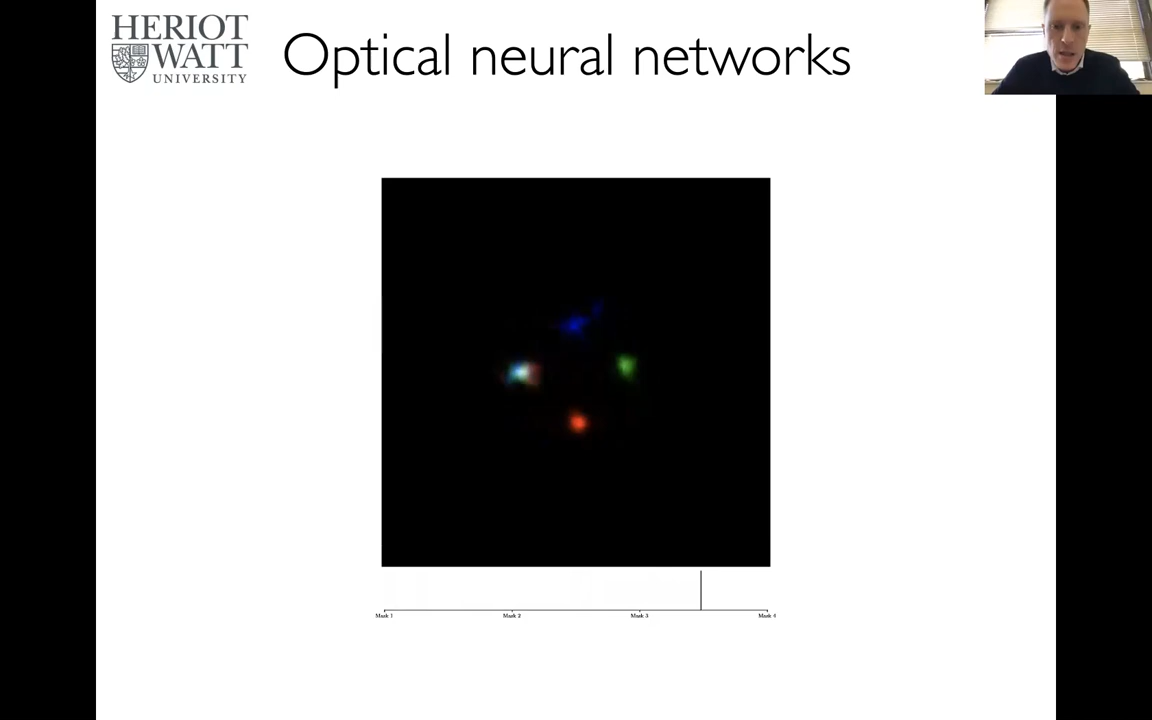 HERIOT
WATT
UNIVERSITY
Optical neural networks
Mask 1
Mask 2
Mask 3
Mask 4